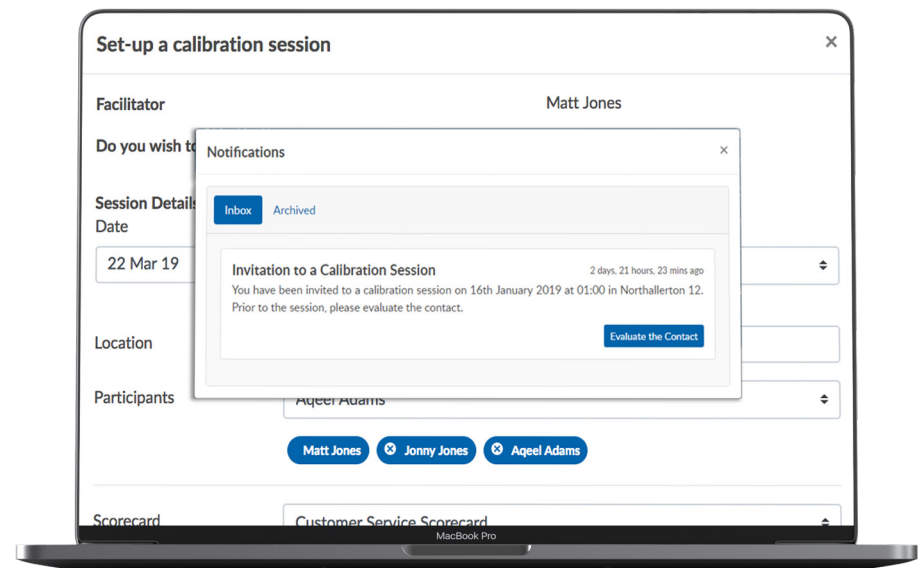 Set-up a calibration session
×
Facilitator
Matt Jones
Do you wish to
Notifications
×
Session Details
Inbox
Archived
Date
22 Mar 19
Invitation to a Calibration Session
2 days, 21 hours, 23 mins ago
You have been invited to a calibration session on 16th January 2019 at 01:00 in Northallerton 12.
Prior to the session, please evaluate the contact.
Evaluate the Contact
Location
Participants
Aqeel Adams
Matt Jones
Jonny Jones
Aqeel Adams
Scorecard
Customer Service Scorecard
MacBook Pro